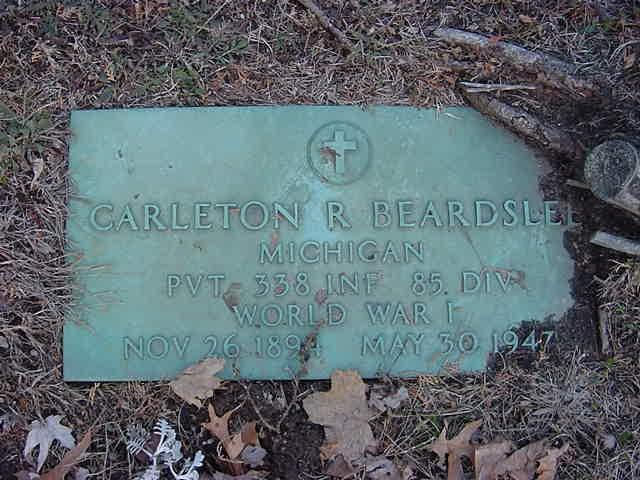 CARLETON R BEARDSLEE
MICHIGAN
PVT 338 INF 85 DIV
WORLD WAR I
NOV 26 1894 MAY 30 1947